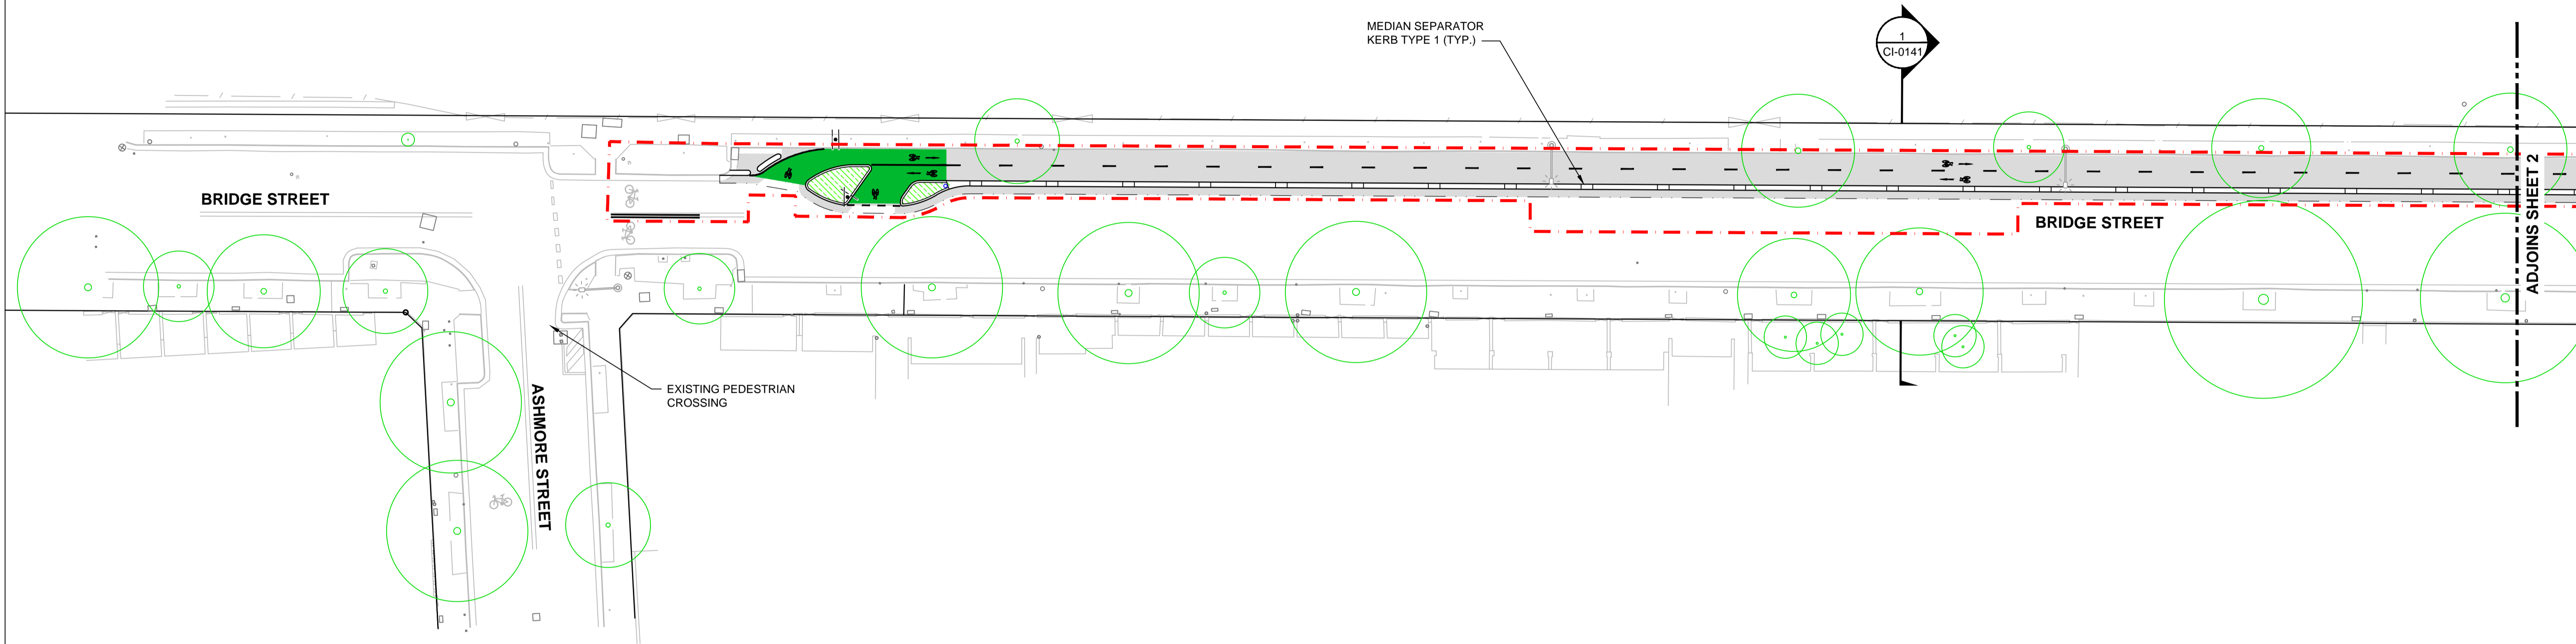 MEDIAN SEPARATOR
KERB TYPE 1 (TYP.)
1
CI-0141
BRIDGE STREET
BRIDGE STREET
ADJOINS SHEET 2
EXISTING PEDESTRIAN
CROSSING
ASHMORE STREET